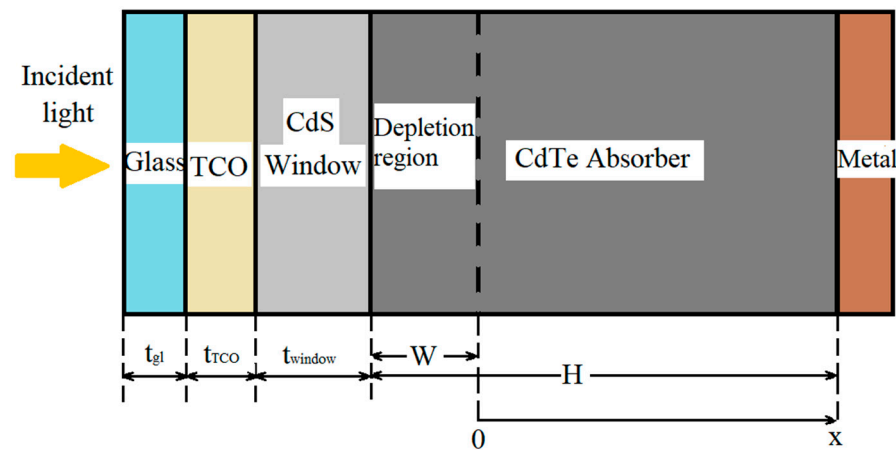 Incident
light
Glass
TCO
CdS
Window
Depletion
region
CdTe Absorber
Metal
tgl
tTCO
twindow
W
H
0
x